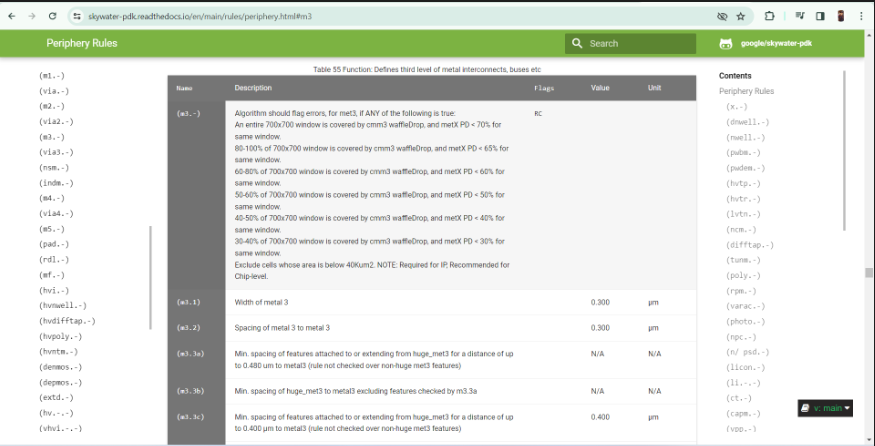 skywater-pdk.readthedocs.io/en/main/rules/periphery.html#m3
Periphery Rules
Search
google/skywater-pdk
(m1.-)
(via.-)
(m2.-)
(via2.-)
(m3.-)
(via3.-)
(nsm.-)
(indm.-)
(m4.-)
(via4.-)
(m5.-)
(pad.-)
(rdl.-)
(mf.-)
(hvi.-)
(hvnwell.-)
(hvdifftap.-)
(hvpoly.-)
(hvntm.-)
(denmos.-)
(depmos.-)
(extd.-)
(hv.-.-)
(vhvi.-.-)
Table 55 Function: Defines third level of metal interconnects, buses etc
Name Description Flags Value Unit
(m3.-) Algorithm should flag errors, for met3, if ANY of the following is true: RC
An entire 700x700 window is covered by cmm3 waffleDrop, and metX PD < 70% for
same window.
80-100% of 700x700 window is covered by cmm3 waffleDrop, and metX PD < 65% for
same window.
60-80% of 700x700 window is covered by cmm3 waffleDrop, and metX PD < 60% for
same window.
50-60% of 700x700 window is covered by cmm3 waffleDrop, and metX PD < 50% for
same window.
40-50% of 700x700 window is covered by cmm3 waffleDrop, and metX PD < 40% for
same window.
30-40% of 700x700 window is covered by cmm3 waffleDrop, and metX PD < 30% for
same window.
Exclude cells whose area is below 40Kum2. NOTE: Required for IP, Recommended for
Chip-level.
(m3.1) Width of metal 3 0.300 µm
(m3.2) Spacing of metal 3 to metal 3 0.300 µm
(m3.3a) Min. spacing of features attached to or extending from huge_met3 for a distance of up N/A N/A
to 0.480 um to metal3 (rule not checked over non-huge met3 features)
(m3.3b) Min. spacing of huge_met3 to metal3 excluding features checked by m3.3a N/A N/A
(m3.3c) Min. spacing of features attached to or extending from huge_met3 for a distance of up 0.400 µm
to 0.400 µm to metal3 (rule not checked over non-huge met3 features)
Contents
Periphery Rules
(x.-)
(dnwell.-)
(nwell.-)
(pwbm.-)
(pwdem.-)
(hvtp.-)
(hvtr.-)
(lvtn.-)
(ncm.-)
(difftap.-)
(tunm.-)
(poly.-)
(rpm.-)
(varac.-)
(photo.-)
(npc.-)
(n/ psd.-)
(licon.-)
(li.-.-)
(ct.-)
(capm.-)
(vpp.-)
v: main